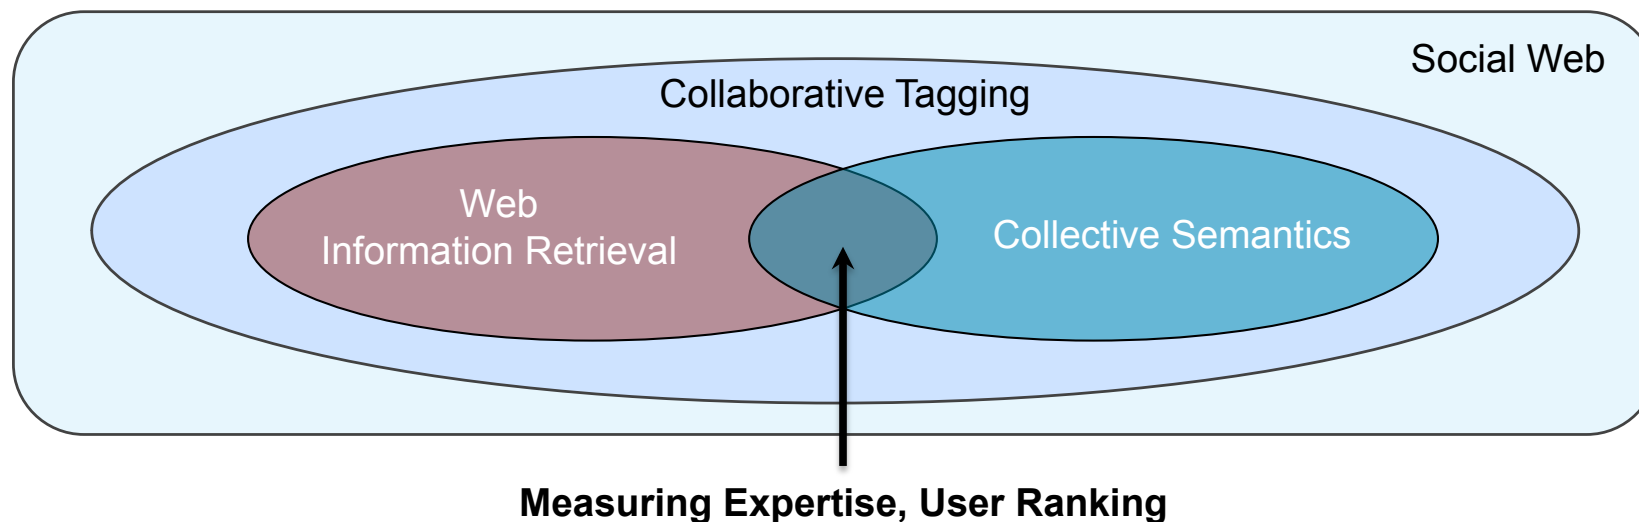 Social Web
Collaborative Tagging
Web
Information Retrieval
Collective Semantics
Measuring Expertise, User Ranking